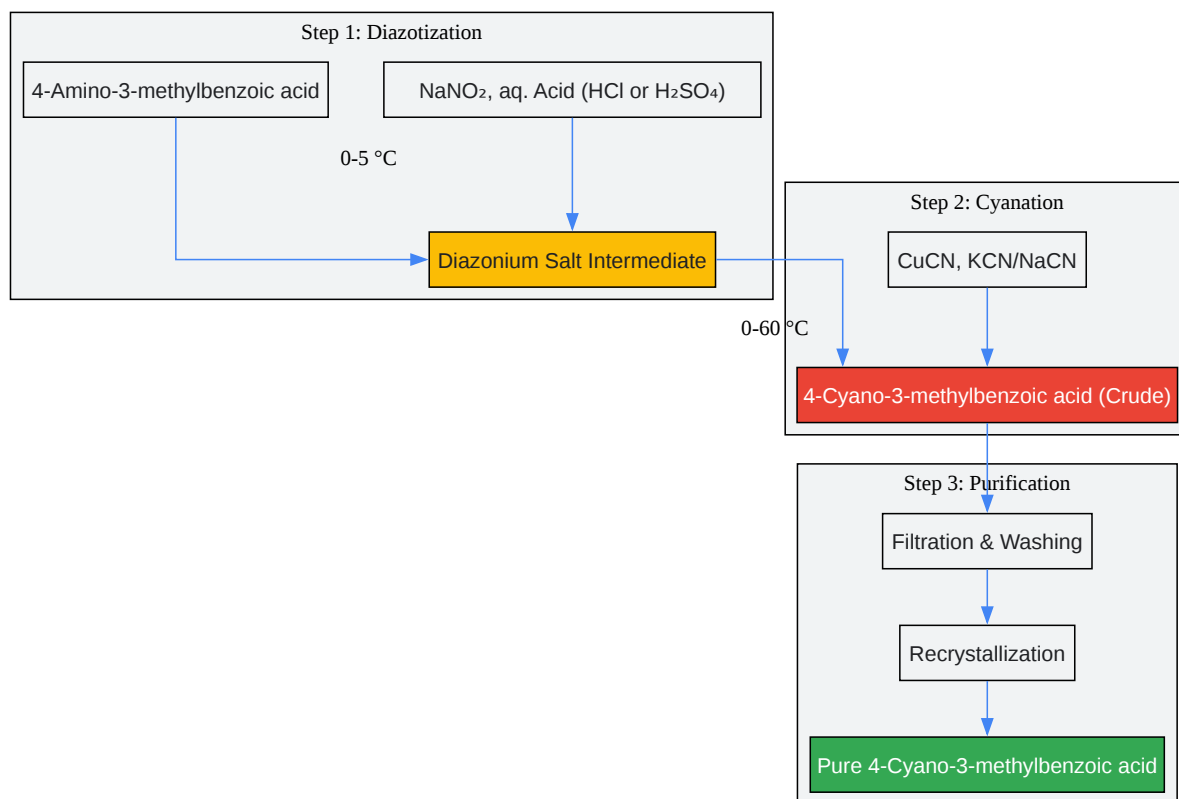 Step 1: Diazotization
4-Amino-3-methylbenzoic acid
NaNO₂, aq. Acid (HCl or H₂SO₄)
0-5 °C
Diazonium Salt Intermediate
Step 2: Cyanation
CuCN, KCN/NaCN
0-60 °C
4-Cyano-3-methylbenzoic acid (Crude)
Step 3: Purification
Filtration & Washing
Recrystallization
Pure 4-Cyano-3-methylbenzoic acid